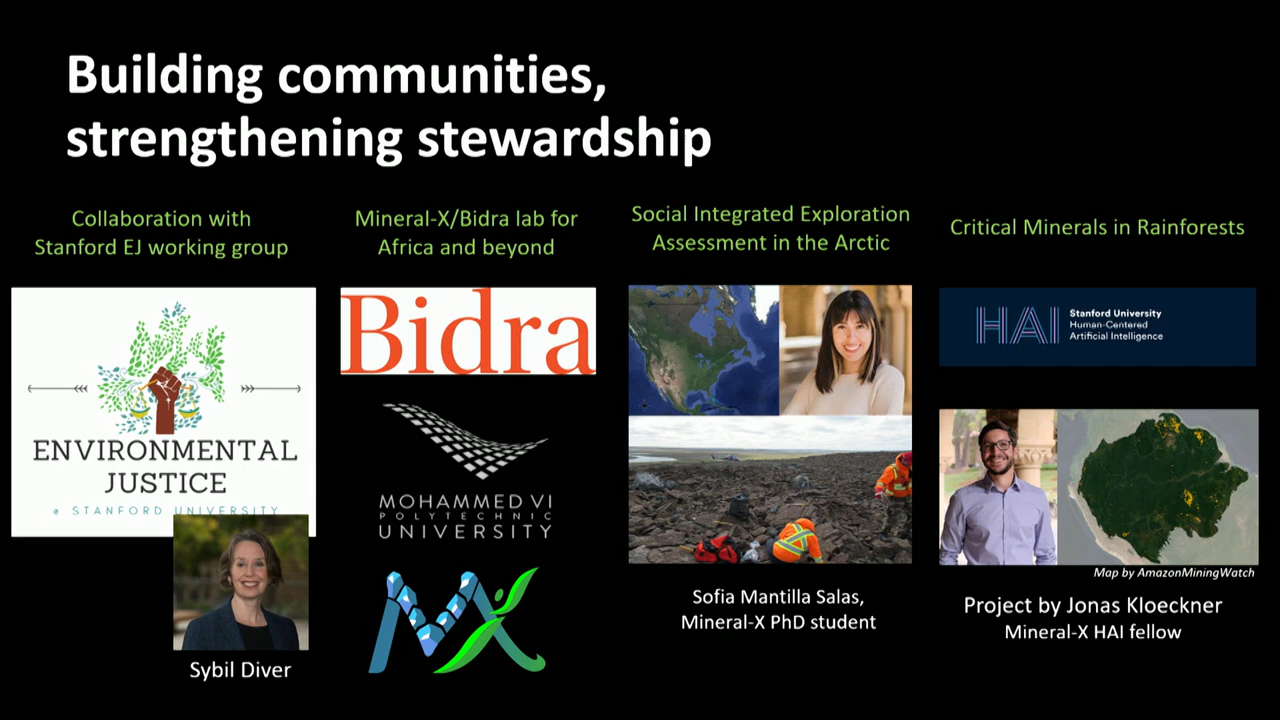 Building communities,
strengthening stewardship
Collaboration with
Stanford EJ working group
ENVIRONMENTAL
JUSTICE
@ STANFORD UNIVERSITY
Sybil Diver
Mineral-X/Bidra lab for
Africa and beyond
Bidra
MOHAMMED VI
POLYTECHNIC
UNIVERSITY
MX
Social Integrated Exploration
Assessment in the Arctic
Sofia Mantilla Salas,
Mineral-X PhD student
Critical Minerals in Rainforests
HAI
Stanford University
Human-Centered
Artificial Intelligence
Map by AmazonMiningWatch
Project by Jonas Kloeckner
Mineral-X HAI fellow